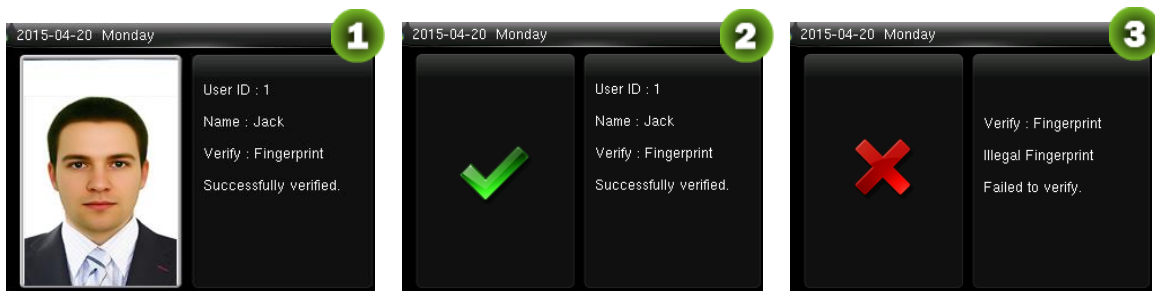 2015-04-20 Monday
1
User ID : 1
Name : Jack
Verify : Fingerprint
Successfully verified.
2015-04-20 Monday
2
User ID : 1
Name : Jack
Verify : Fingerprint
Successfully verified.
2015-04-20 Monday
3
Verify : Fingerprint
Illegal Fingerprint
Failed to verify.